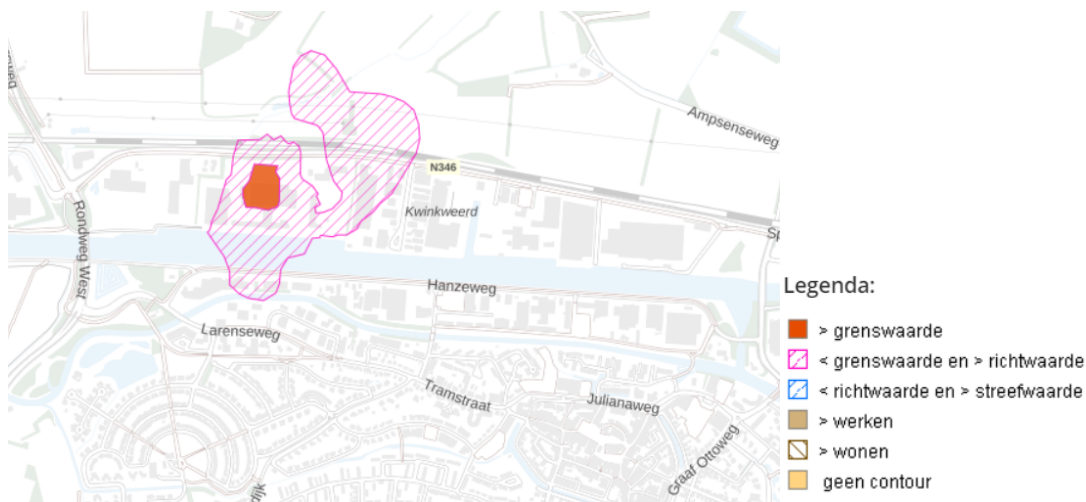 Ampsenseweg
N346
Kwinkweerd
Rondweg West
Hanzeweg
Larenseweg
Tramstraat
Julianaweg
Graaf Ottoweg
Legenda:
> grenswaarde
< grenswaarde en > richtwaarde
< richtwaarde en > streefwaarde
> werken
> wonen
geen contour